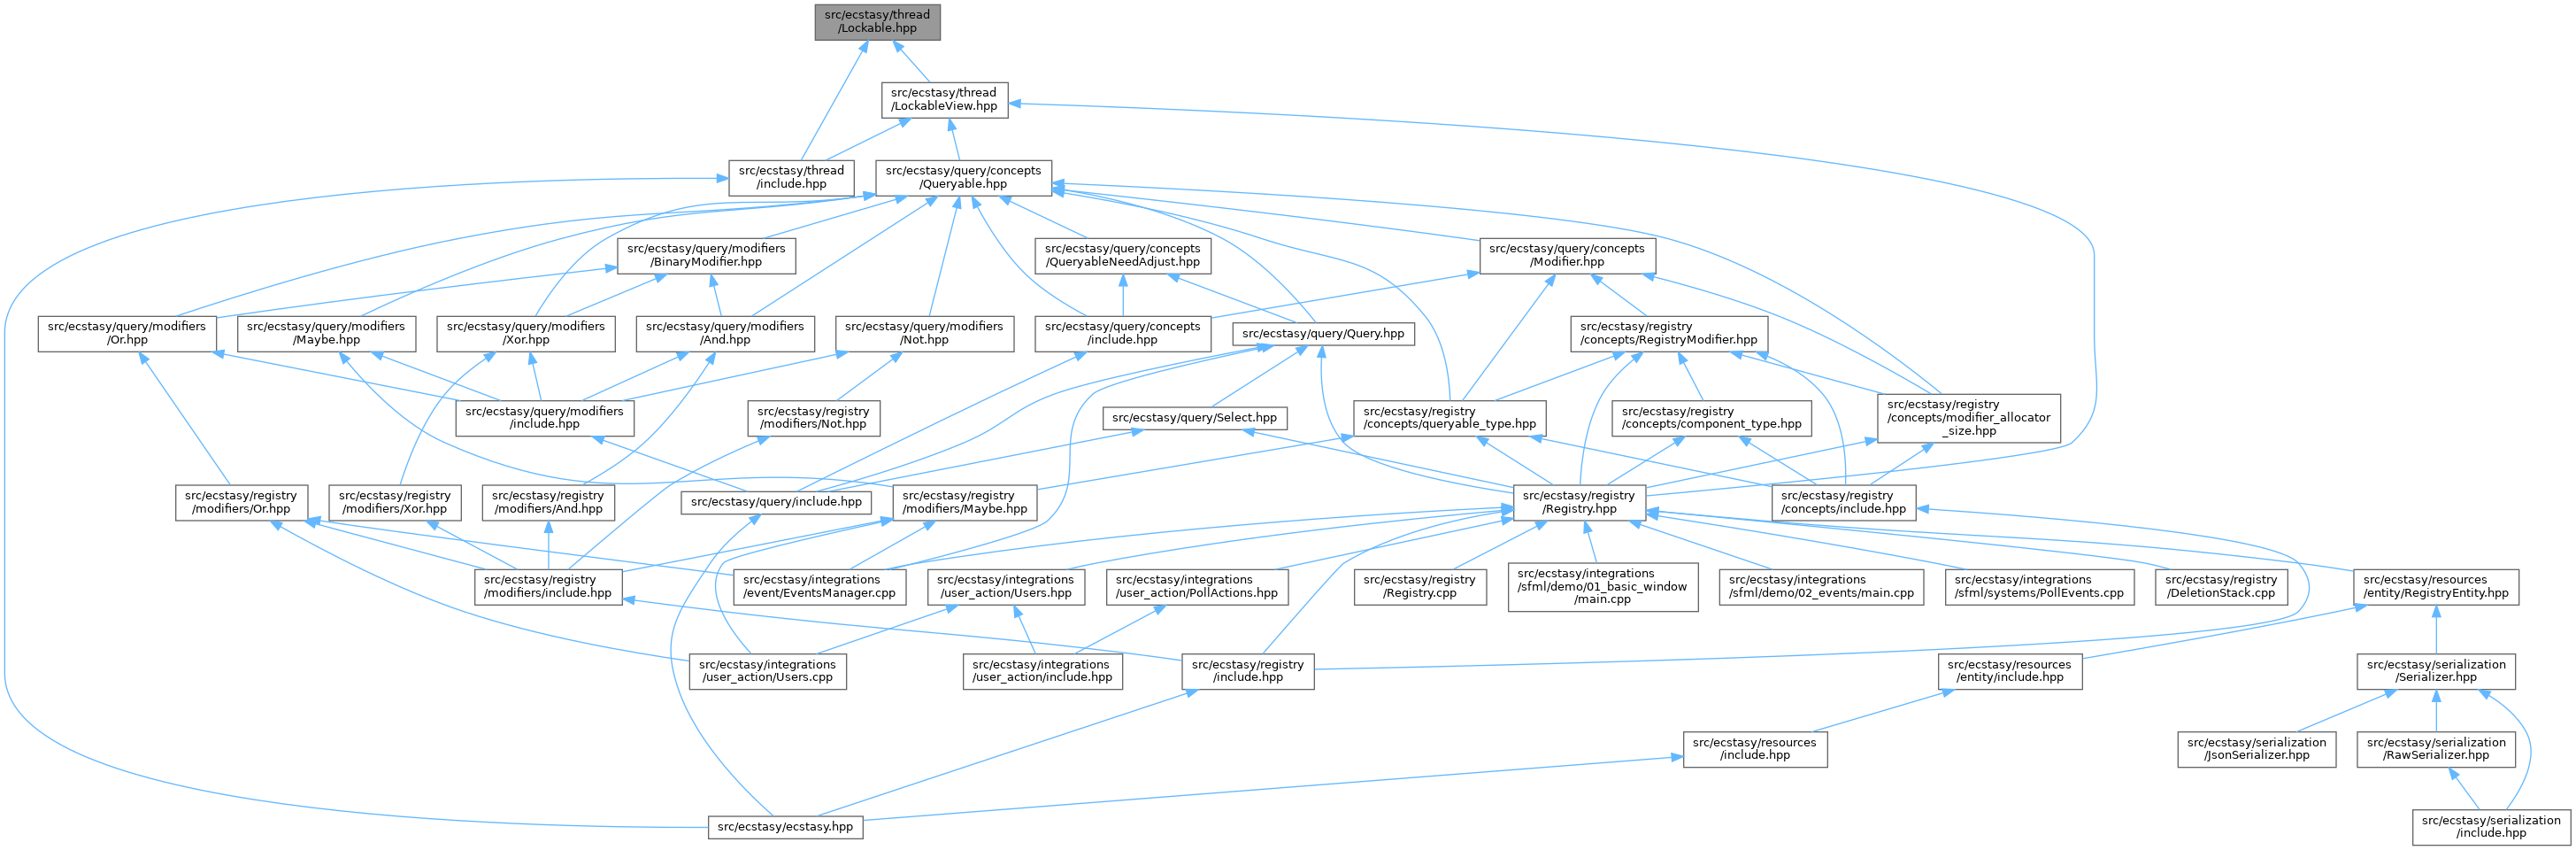 src/ecstasy/thread
/Lockable.hpp
src/ecstasy/thread
/LockableView.hpp
src/ecstasy/thread
/include.hpp
src/ecstasy/query/concepts
/Queryable.hpp
src/ecstasy/query/modifiers
/BinaryModifier.hpp
src/ecstasy/query/concepts
/QueryableNeedAdjust.hpp
src/ecstasy/query/concepts
/Modifier.hpp
src/ecstasy/query/modifiers
/Or.hpp
src/ecstasy/query/modifiers
/Maybe.hpp
src/ecstasy/query/modifiers
/Xor.hpp
src/ecstasy/query/modifiers
/And.hpp
src/ecstasy/query/modifiers
/Not.hpp
src/ecstasy/query/concepts
/include.hpp
src/ecstasy/query/Query.hpp
src/ecstasy/registry
/concepts/RegistryModifier.hpp
src/ecstasy/query/modifiers
/include.hpp
src/ecstasy/registry
/modifiers/Not.hpp
src/ecstasy/query/Select.hpp
src/ecstasy/registry
/concepts/queryable_type.hpp
src/ecstasy/registry
/concepts/component_type.hpp
src/ecstasy/registry
/concepts/modifier_allocator
_size.hpp
src/ecstasy/registry
/modifiers/Or.hpp
src/ecstasy/registry
/modifiers/Xor.hpp
src/ecstasy/registry
/modifiers/And.hpp
src/ecstasy/query/include.hpp
src/ecstasy/registry
/modifiers/Maybe.hpp
src/ecstasy/registry
/Registry.hpp
src/ecstasy/registry
/concepts/include.hpp
src/ecstasy/registry
/modifiers/include.hpp
src/ecstasy/integrations
/event/EventsManager.cpp
src/ecstasy/integrations
/user_action/Users.hpp
src/ecstasy/integrations
/user_action/PollActions.hpp
src/ecstasy/registry
/Registry.cpp
src/ecstasy/integrations
/sfml/demo/01_basic_window
/main.cpp
src/ecstasy/integrations
/sfml/demo/02_events/main.cpp
src/ecstasy/integrations
/sfml/systems/PollEvents.cpp
src/ecstasy/registry
/DeletionStack.cpp
src/ecstasy/resources
/entity/RegistryEntity.hpp
src/ecstasy/integrations
/user_action/Users.cpp
src/ecstasy/integrations
/user_action/include.hpp
src/ecstasy/registry
/include.hpp
src/ecstasy/resources
/entity/include.hpp
src/ecstasy/serialization
/Serializer.hpp
src/ecstasy/resources
/include.hpp
src/ecstasy/serialization
/JsonSerializer.hpp
src/ecstasy/serialization
/RawSerializer.hpp
src/ecstasy/ecstasy.hpp
src/ecstasy/serialization
/include.hpp